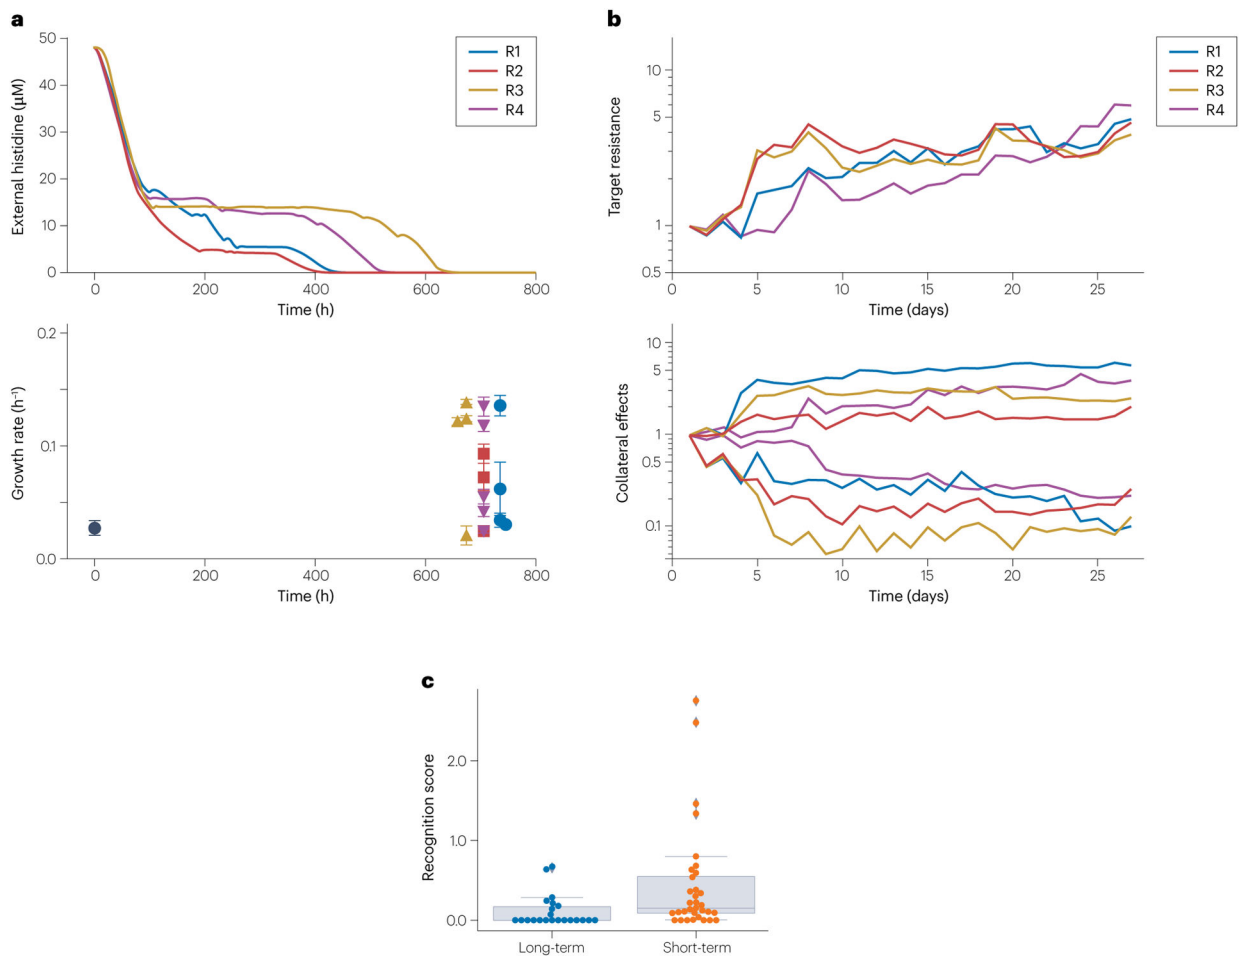 a
50
40
30
20
10
0
External histidine (µM)
R1
R2
R3
R4
0
200
400
600
800
Time (h)
0.2
0.1
0.0
Growth rate (h⁻¹)
0
200
400
600
800
Time (h)
b
10
5
1
0.5
Target resistance
R1
R2
R3
R4
0
5
10
15
20
25
Time (days)
10
5
1
0.5
0.1
Collateral effects
0
5
10
15
20
25
Time (days)
c
2.0
1.0
0.0
Recognition score
Long-term
Short-term